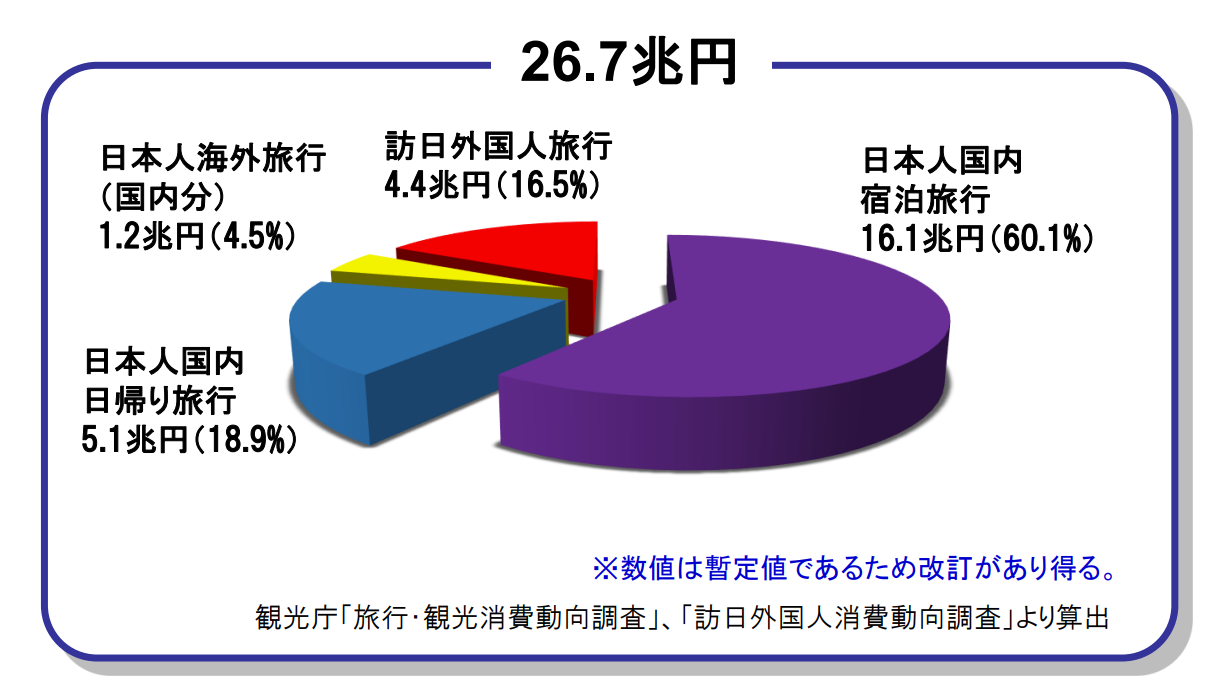 26.7兆円
日本人海外旅行
（国内分）
1.2兆円（4.5%）
訪日外国人旅行
4.4兆円（16.5%）
日本人国内
宿泊旅行
16.1兆円（60.1%）
日本人国内
日帰り旅行
5.1兆円（18.9%）
※数値は暫定値であるため改訂があり得る。
観光庁「旅行・観光消費動向調査」、「訪日外国人消費動向調査」より算出